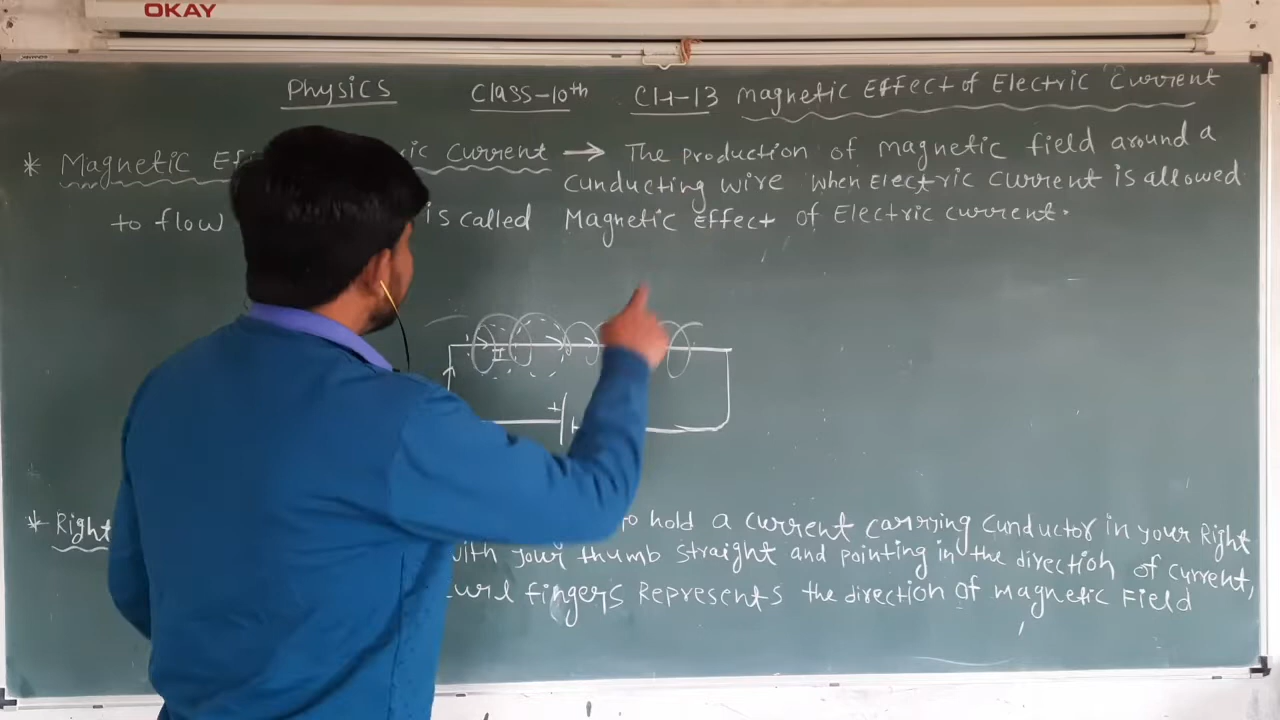 OKAY
Physics Class-10th CH-13 Magnetic Effect of Electric Current
* Magnetic Ef ric Current → The production of magnetic field around a
Cunducting wire when Electric Current is allowed
to flow is called Magnetic Effect of Electric current.
I
+
* Right to hold a current carrying Cunductor in your Right
with your thumb straight and pointing in the direction of current,
curl fingers Represents the direction of magnetic Field